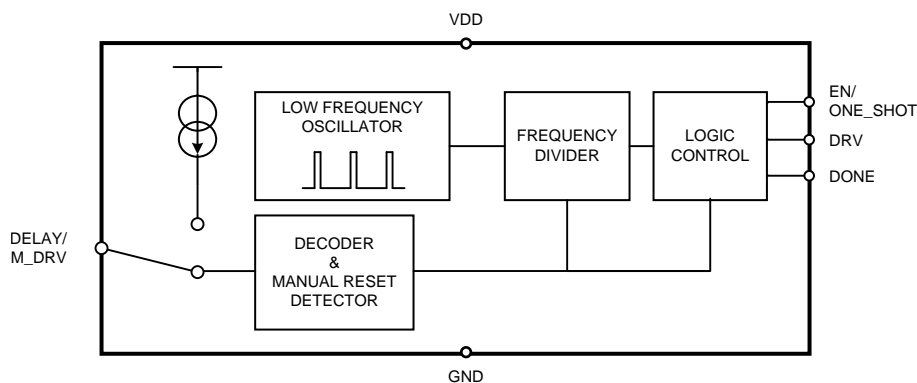 VDD
EN/
ONE_SHOT
LOW FREQUENCY
OSCILLATOR
FREQUENCY
DIVIDER
LOGIC
CONTROL
DRV
DONE
DELAY/
M_DRV
DECODER
&
MANUAL RESET
DETECTOR
GND